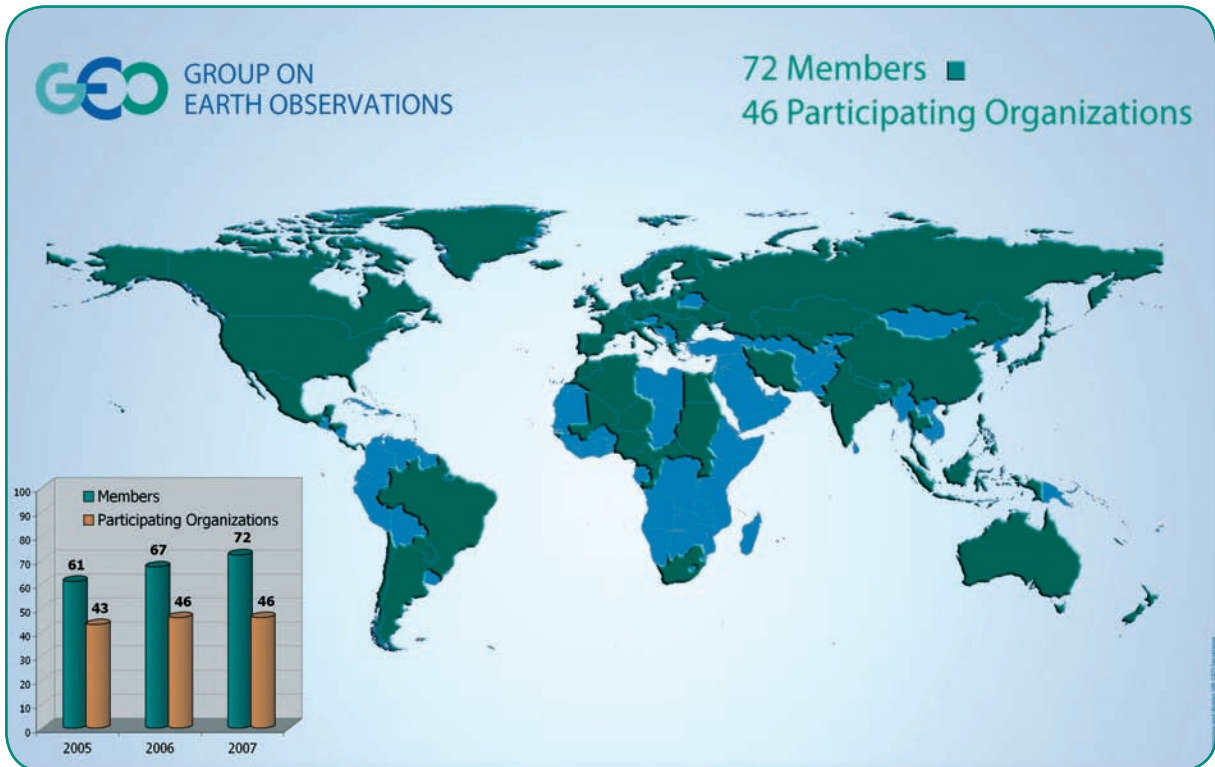 GEO
GROUP ON
EARTH OBSERVATIONS
72 Members
46 Participating Organizations
Members
Participating Organizations
100
90
80
70
60
50
40
30
20
10
0
61
43
67
46
72
46
2005
2006
2007